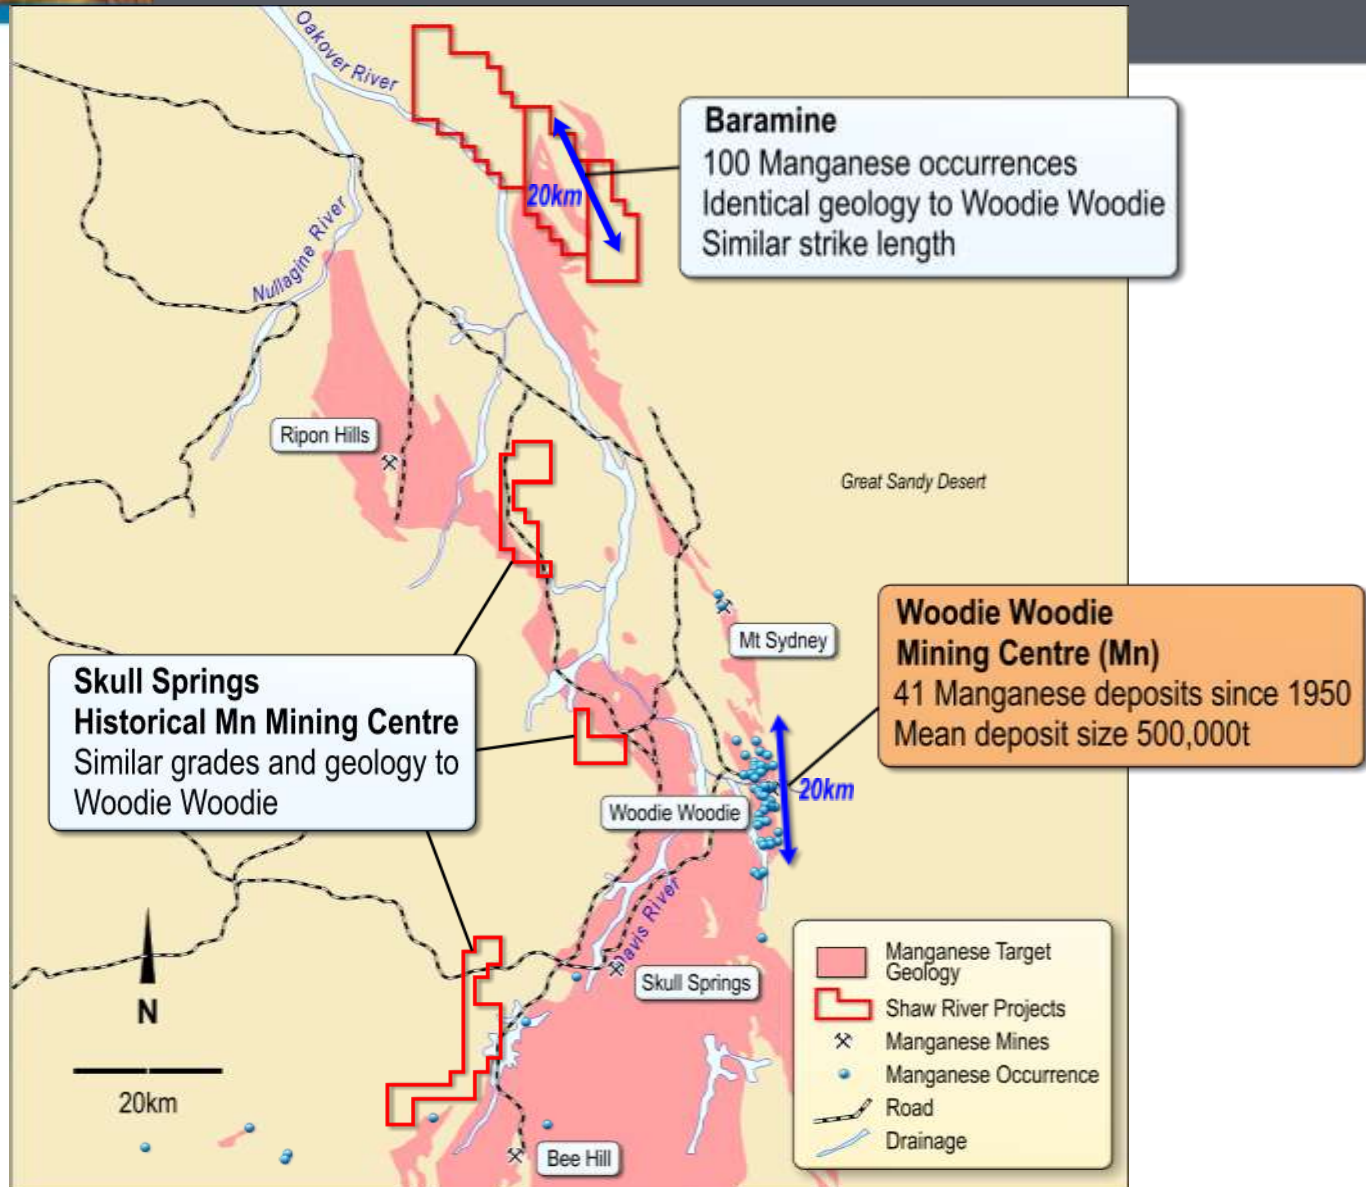 Oakover River
Baramine
100 Manganese occurrences
Identical geology to Woodie Woodie
Similar strike length
20km
Nullagine River
Ripon Hills
Great Sandy Desert
Mt Sydney
Woodie Woodie
Mining Centre (Mn)
41 Manganese deposits since 1950
Mean deposit size 500,000t
Skull Springs
Historical Mn Mining Centre
Similar grades and geology to
Woodie Woodie
20km
Woodie Woodie
Davis River
Skull Springs
N
20km
Bee Hill
Manganese Target
Geology
Shaw River Projects
Manganese Mines
Manganese Occurrence
Road
Drainage